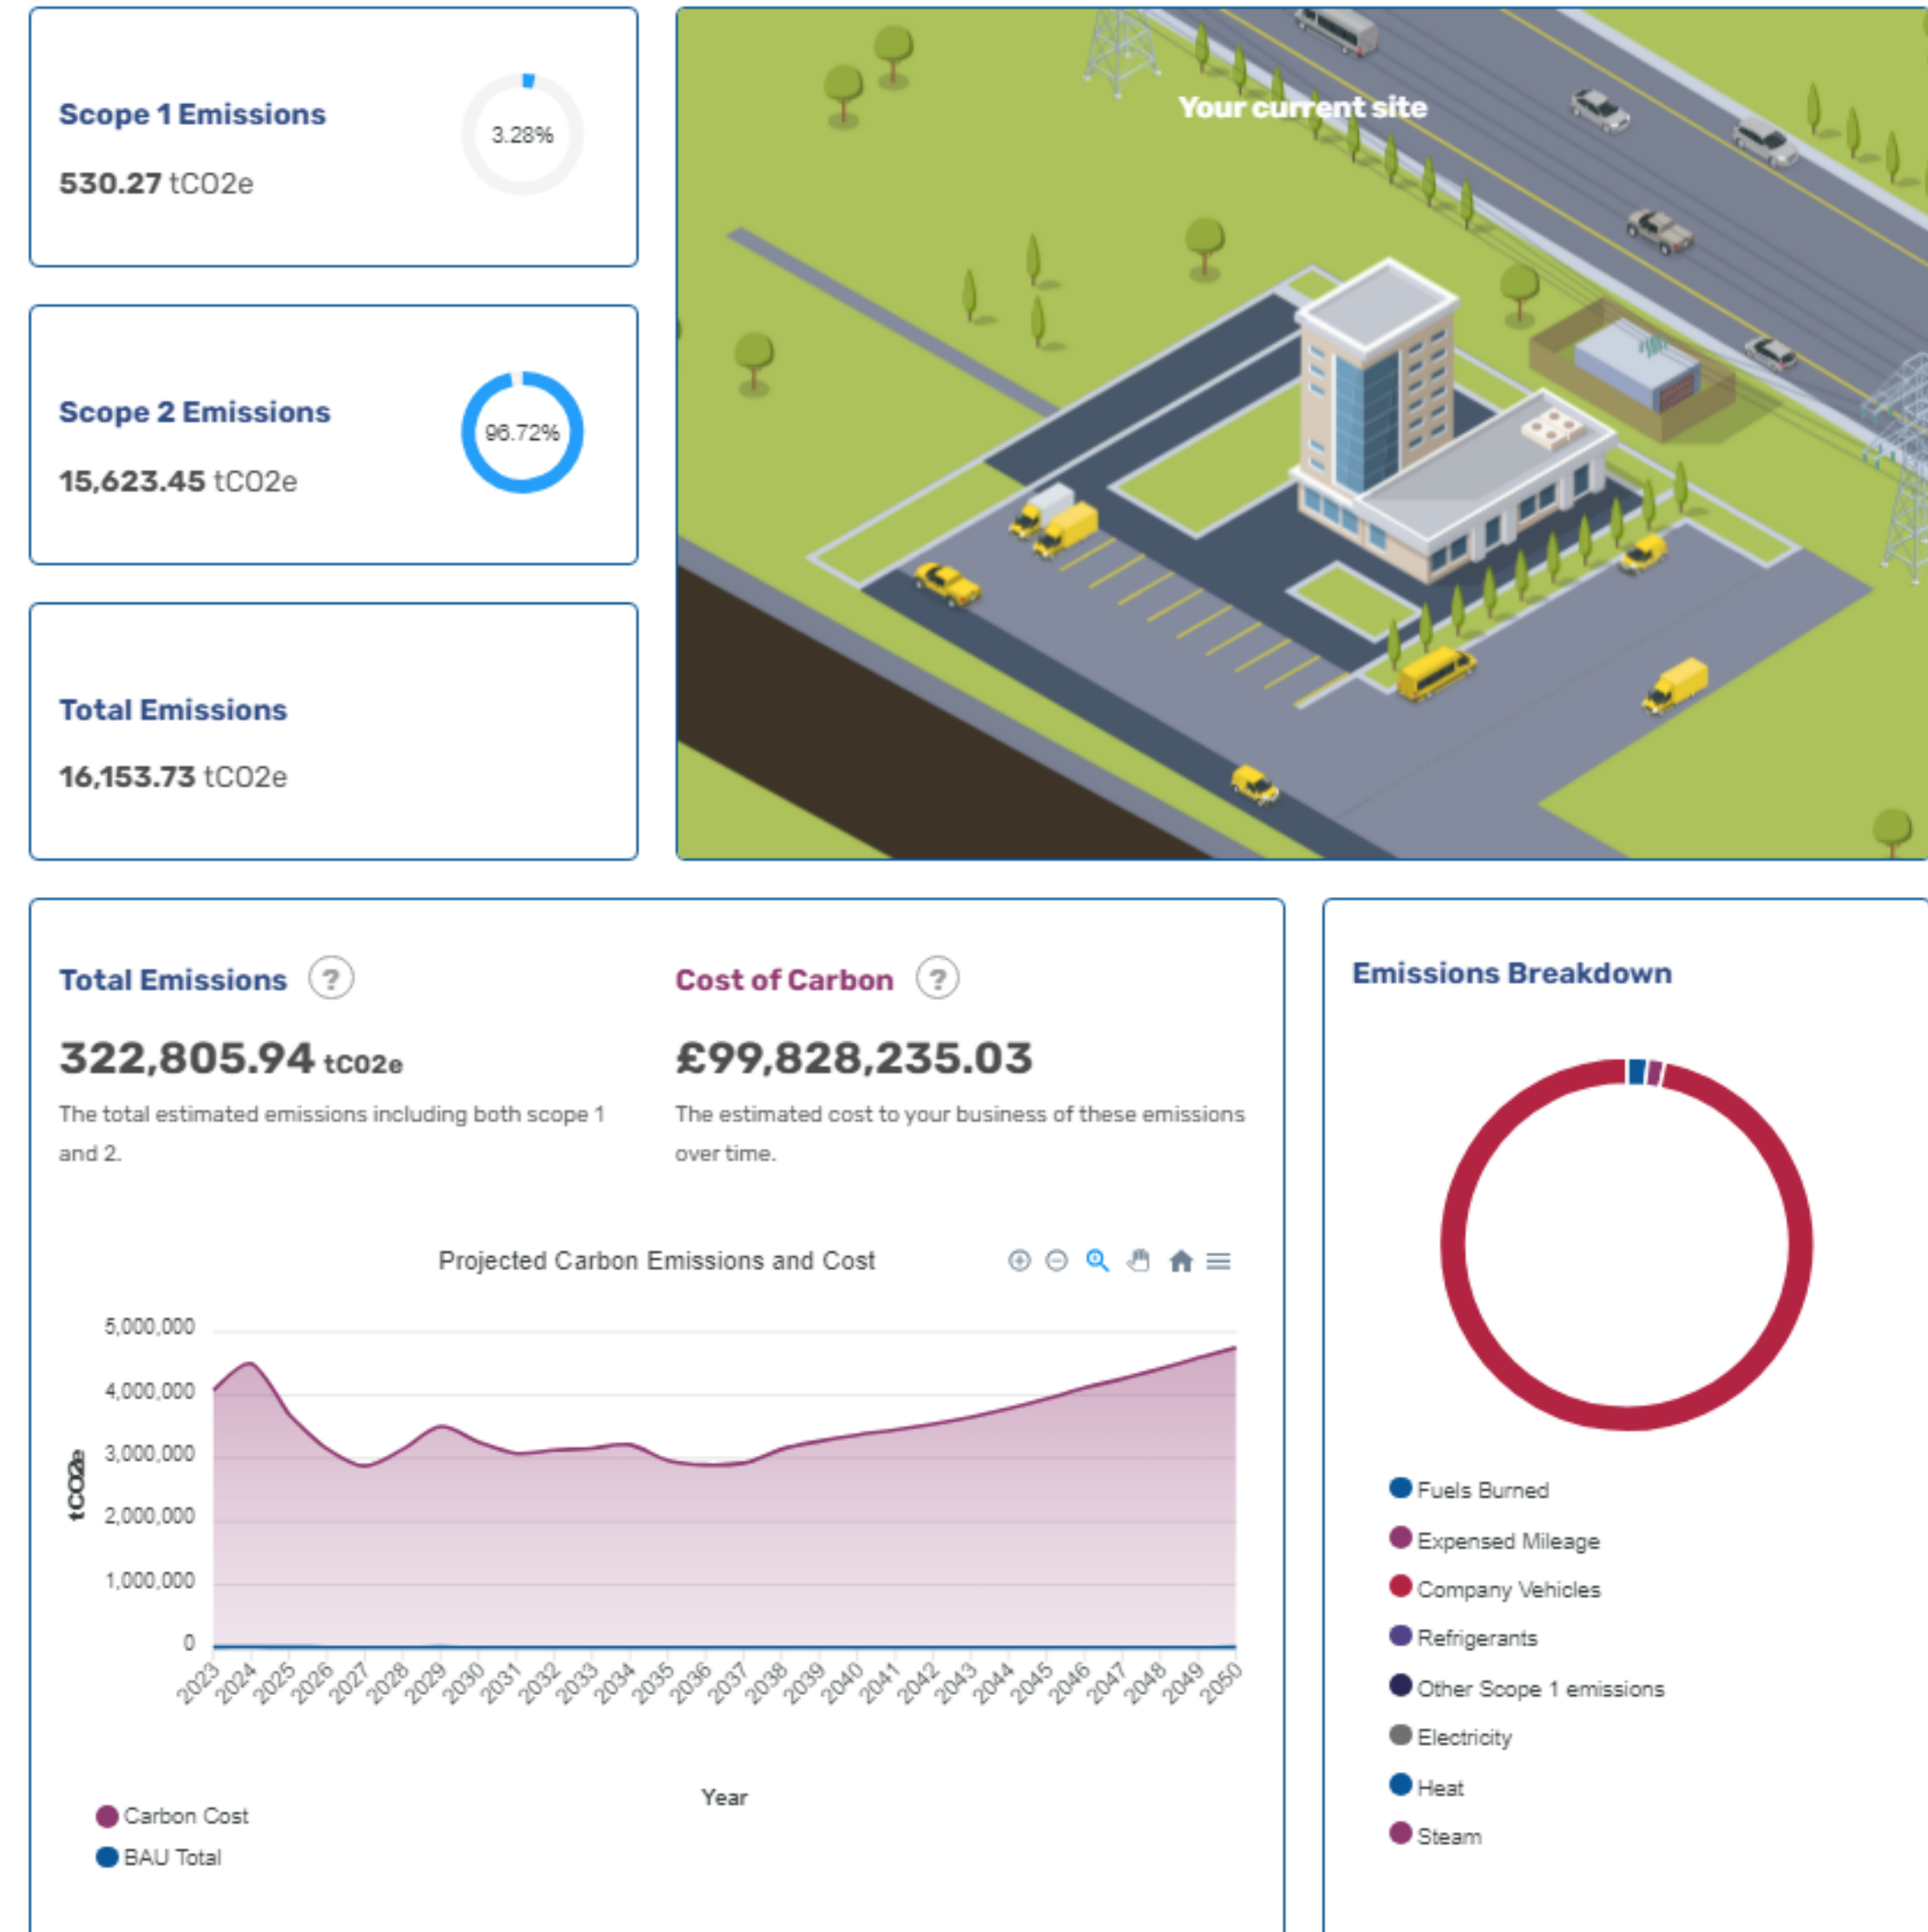 Scope 1 Emissions
3.28%
530.27 tCO2e
Your current site
Scope 2 Emissions
96.72%
15,623.45 tCO2e
Total Emissions
16,153.73 tCO2e
Total Emissions ?
322,805.94 tCO2e
The total estimated emissions including both scope 1
and 2.
Cost of Carbon ?
£99,828,235.03
The estimated cost to your business of these emissions
over time.
Projected Carbon Emissions and Cost
5,000,000
4,000,000
3,000,000
2,000,000
1,000,000
0
tCO2e
2023 2024 2025 2026 2027 2028 2029 2030 2031 2032 2033 2034 2035 2036 2037 2038 2039 2040 2041 2042 2043 2044 2045 2046 2047 2048 2049 2050
Year
Carbon Cost
BAU Total
Emissions Breakdown
Fuels Burned
Expensed Mileage
Company Vehicles
Refrigerants
Other Scope 1 emissions
Electricity
Heat
Steam